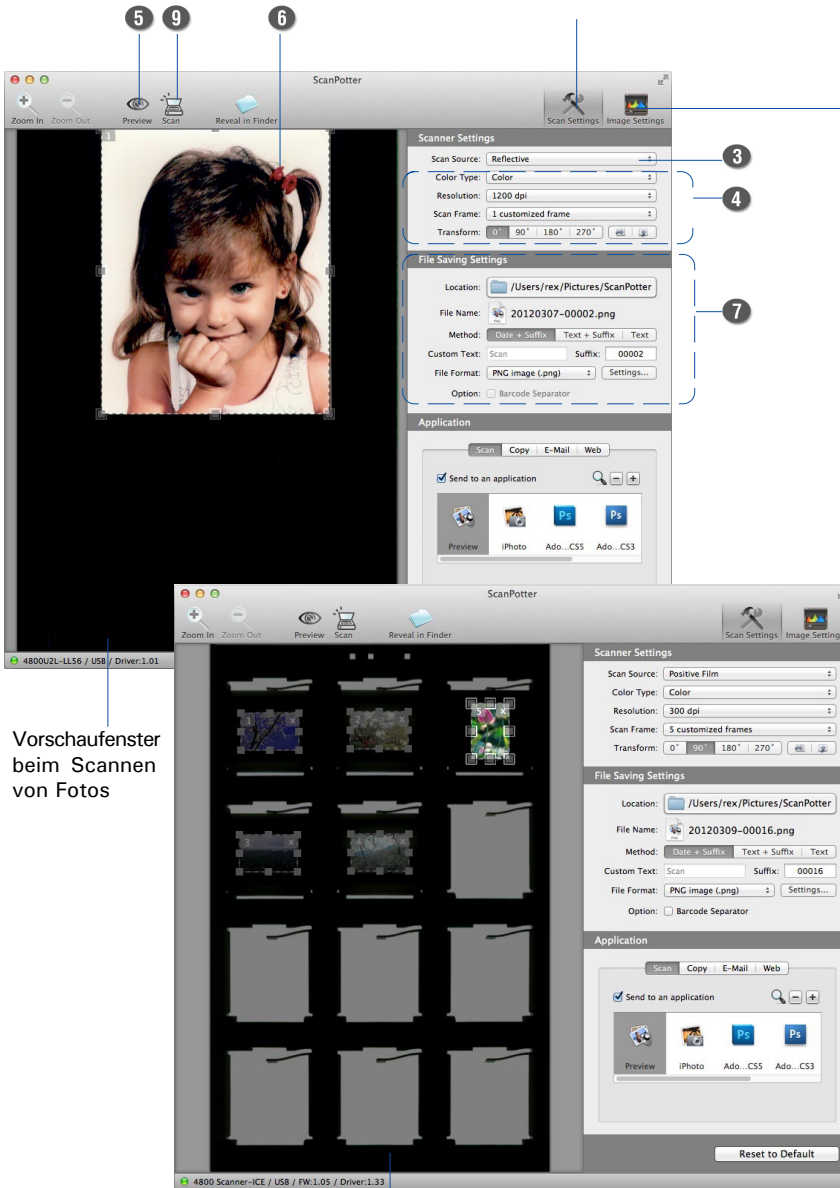 5 9 6
ScanPotter
Zoom In Zoom Out Preview Scan Reveal in Finder Scan Settings Image Settings
1
Scanner Settings
Scan Source: Reflective
3
Color Type: Color
4
Resolution: 1200 dpi
Scan Frame: 1 customized frame
Transform: 0° 90° 180° 270°
File Saving Settings
Location: /Users/rex/Pictures/ScanPotter
File Name: 20120307-00002.png
7
Method: Date + Suffix Text + Suffix Text
Custom Text: Scan Suffix: 00002
File Format: PNG image (.png) Settings...
Option: Barcode Separator
Application
Scan Copy E-Mail Web
Send to an application
Ps Ps
Preview iPhoto Ado...CS5 Ado...CS3
4800U2L-LL56 / USB / Driver:1.01
Vorschaufenster
beim Scannen
von Fotos
ScanPotter
Zoom In Zoom Out Preview Scan Reveal in Finder Scan Settings Image Setting
Scanner Settings
Scan Source: Positive Film
Color Type: Color
Resolution: 300 dpi
Scan Frame: 5 customized frames
Transform: 0° 90° 180° 270°
1 x 2 x 5 x
3 x 4 x
File Saving Settings
Location: /Users/rex/Pictures/ScanPotter
File Name: 20120309-00016.png
Method: Date + Suffix Text + Suffix Text
Custom Text: Scan Suffix: 00016
File Format: PNG image (.png) Settings...
Option: Barcode Separator
Application
Scan Copy E-Mail Web
Send to an application
Ps Ps
Preview iPhoto Ado...CS5 Ado...CS3
Reset to Default
4800 Scanner-ICE / USB / FW:1.05 / Driver:1.33